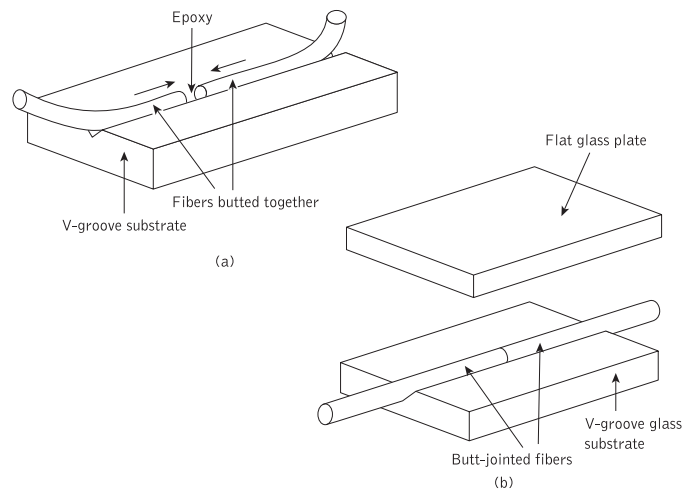 Epoxy
Fibers butted together
V-groove substrate
(a)
Flat glass plate
V-groove glass
substrate
Butt-jointed fibers
(b)